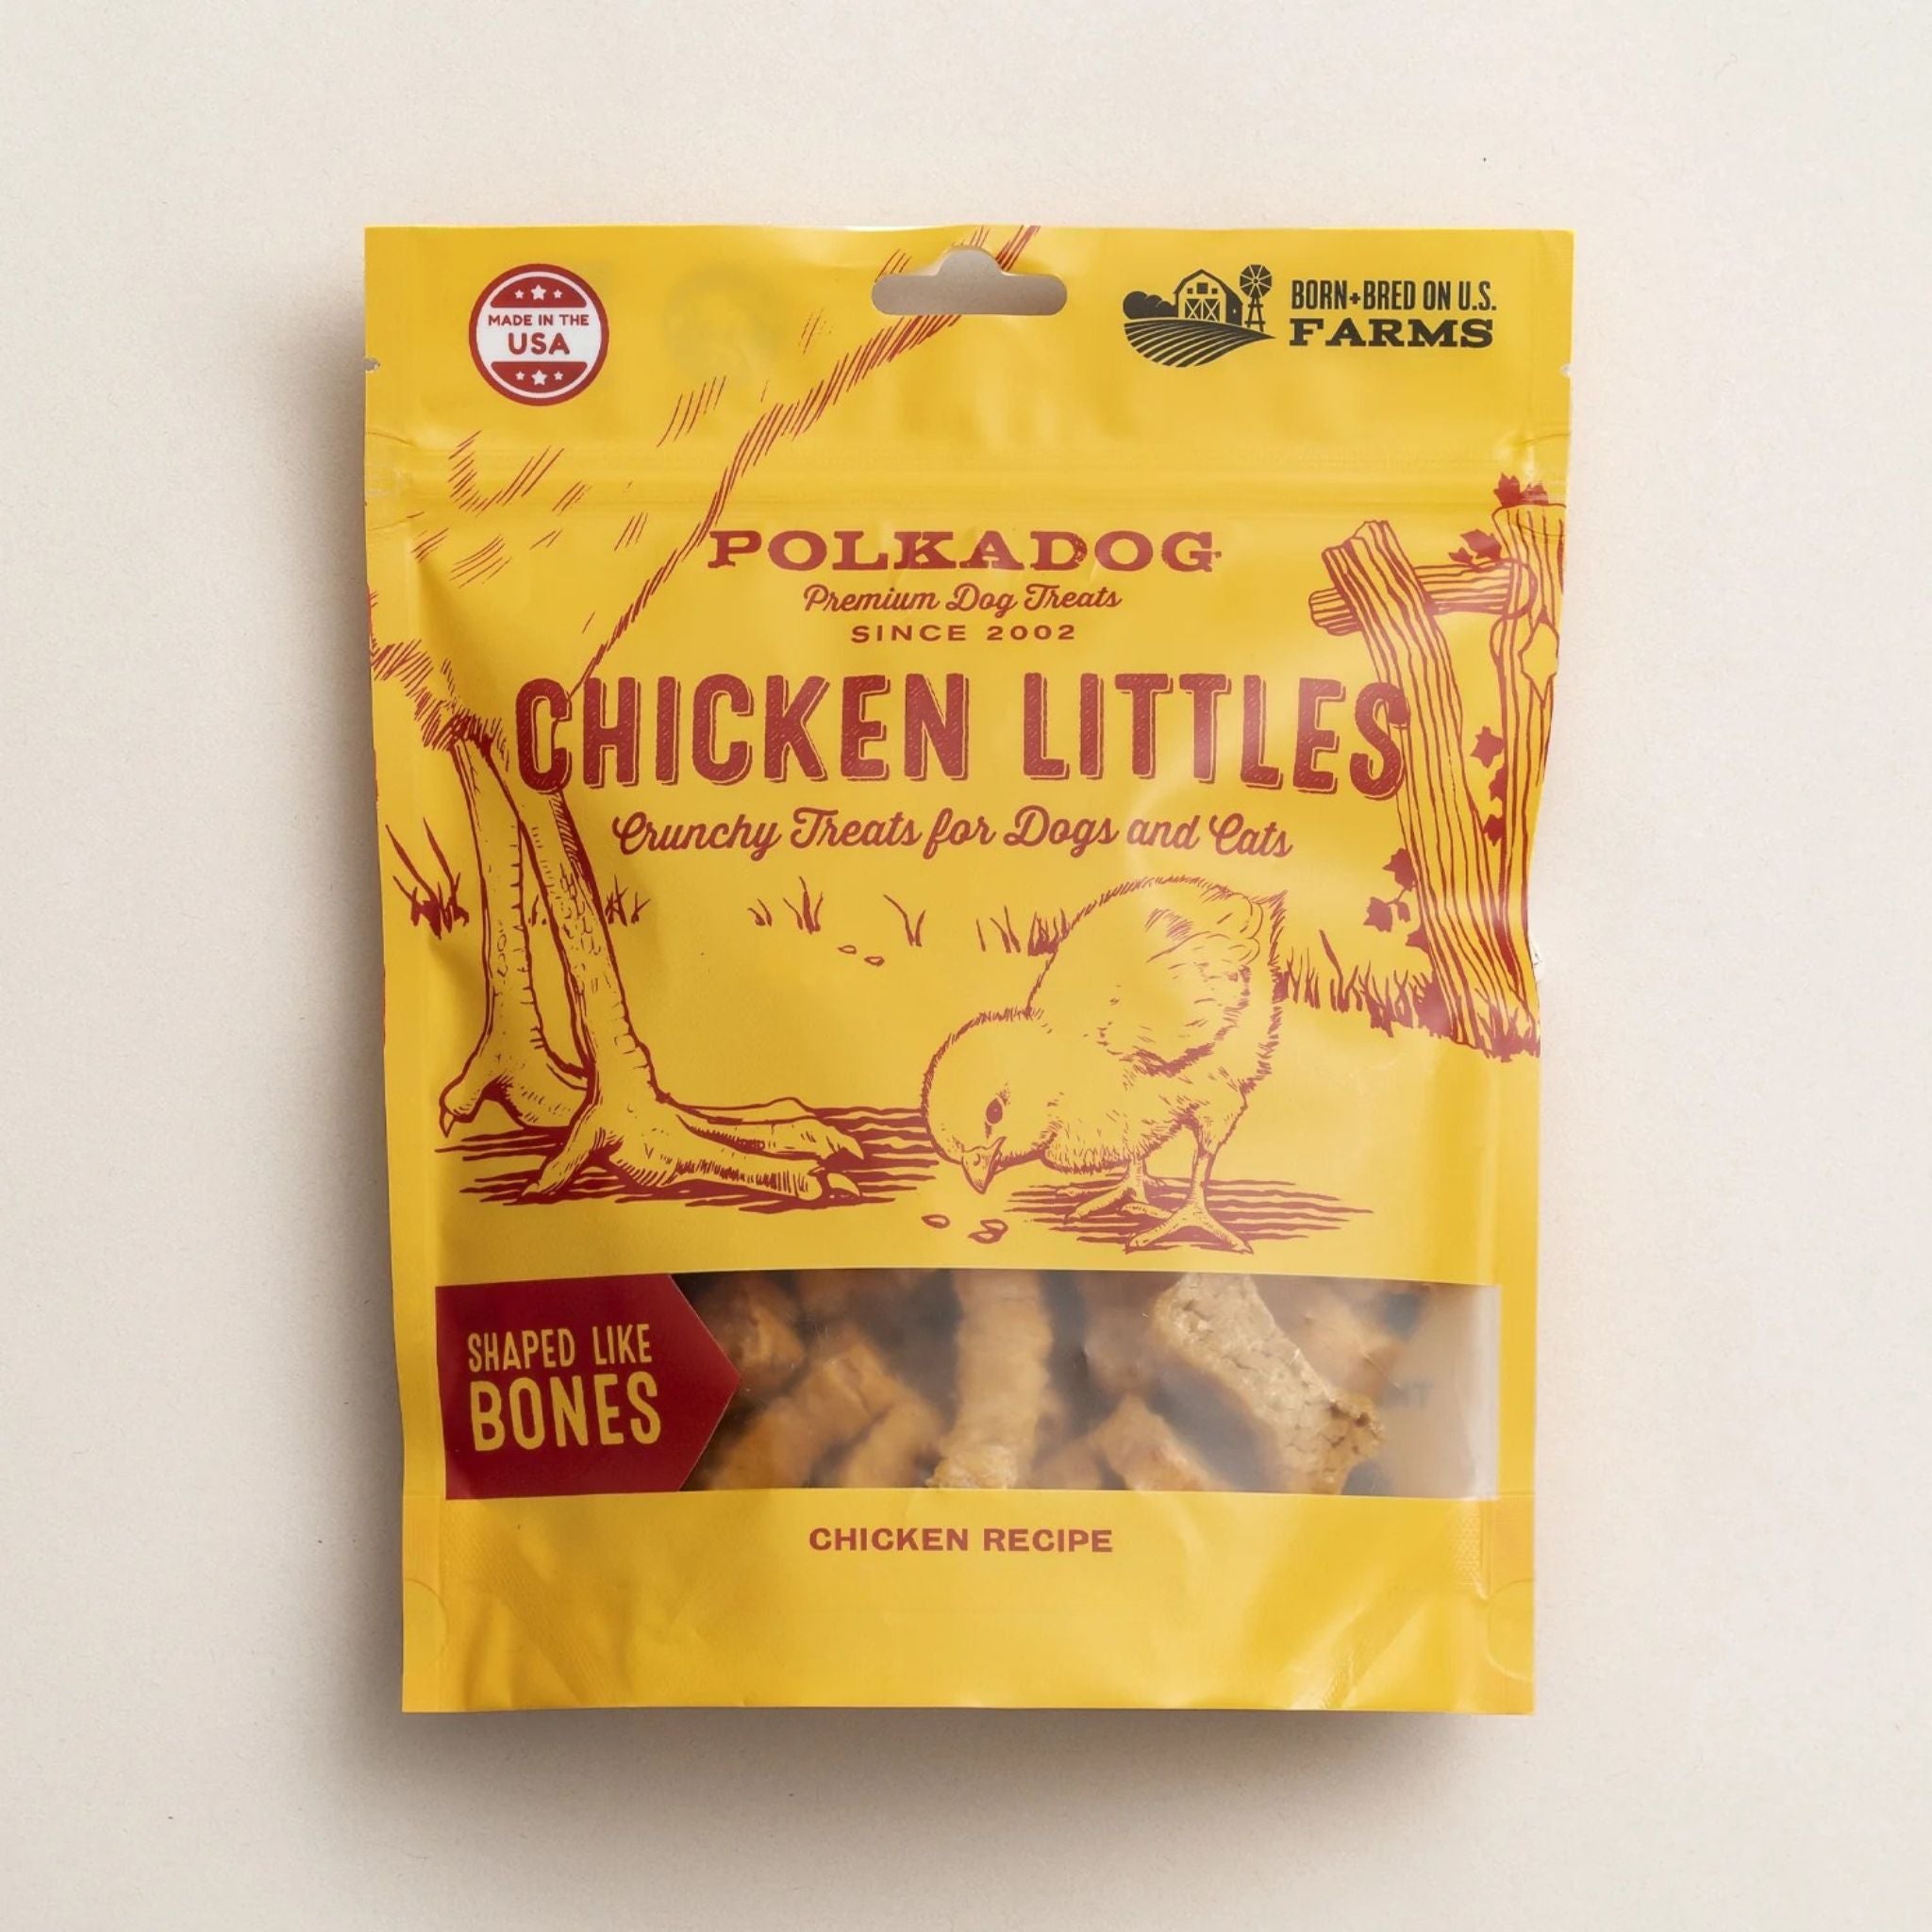 MADE IN THE
USA
BORN+BRED ON U.S.
FARMS
POLKADOG
Premium Dog Treats
SINCE 2002
CHICKEN LITTLES
Crunchy Treats for Dogs and Cats
SHAPED LIKE
BONES
CHICKEN RECIPE